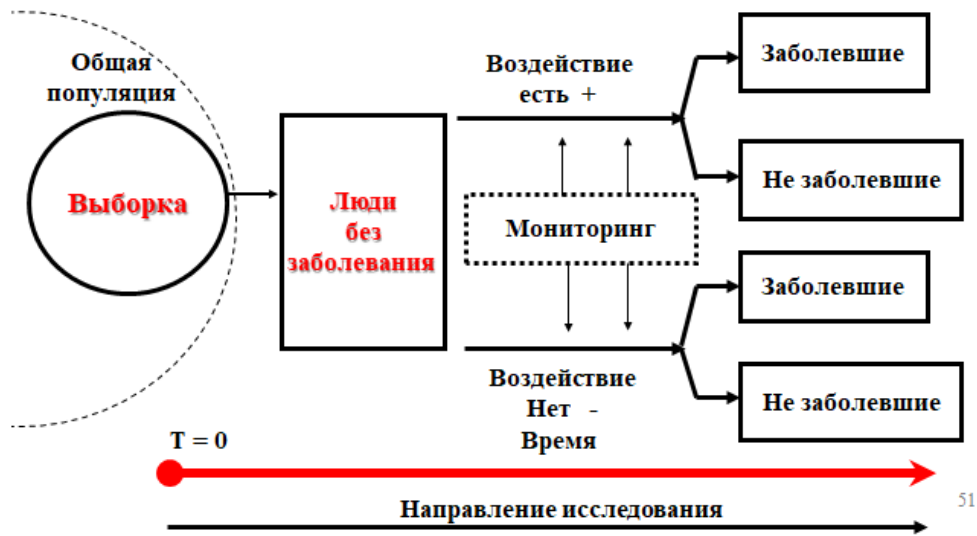 Общая
популяция
Выборка
Люди
без
заболевания
Воздействие
есть +
Мониторинг
Воздействие
Нет -
Время
Заболевшие
Не заболевшие
Заболевшие
Не заболевшие
T = 0
Направление исследования
51